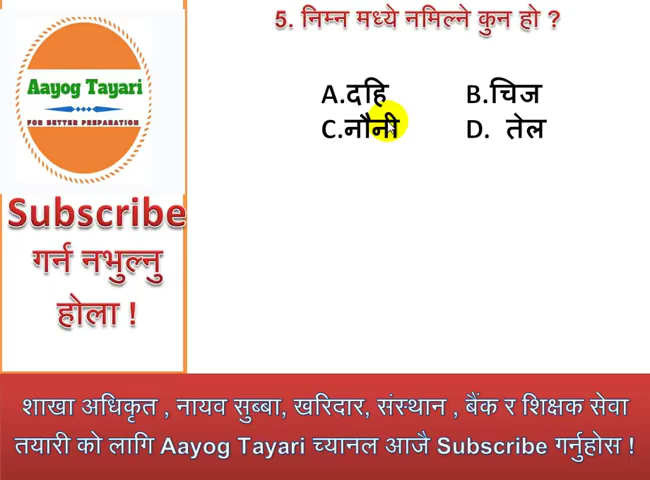 5. निम्न मध्ये नमिल्ने कुन हो ?
A.दहि B.चिज
C.नौनी D. तेल
Aayog Tayari
FOR BETTER PREPARATION
Subscribe
गर्न नभुल्नु
होला !
शाखा अधिकृत , नायव सुब्बा, खरिदार, संस्थान , बैंक र शिक्षक सेवा
तयारी को लागि Aayog Tayari च्यानल आजै Subscribe गर्नुहोस !